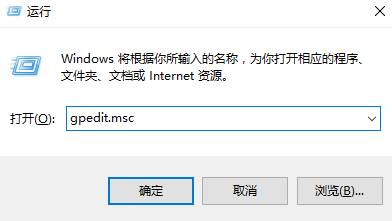 运行
Windows 将根据你所输入的名称，为你打开相应的程序、
文件夹、文档或 Internet 资源。
打开(O): gpedit.msc
确定 取消 浏览(B)...